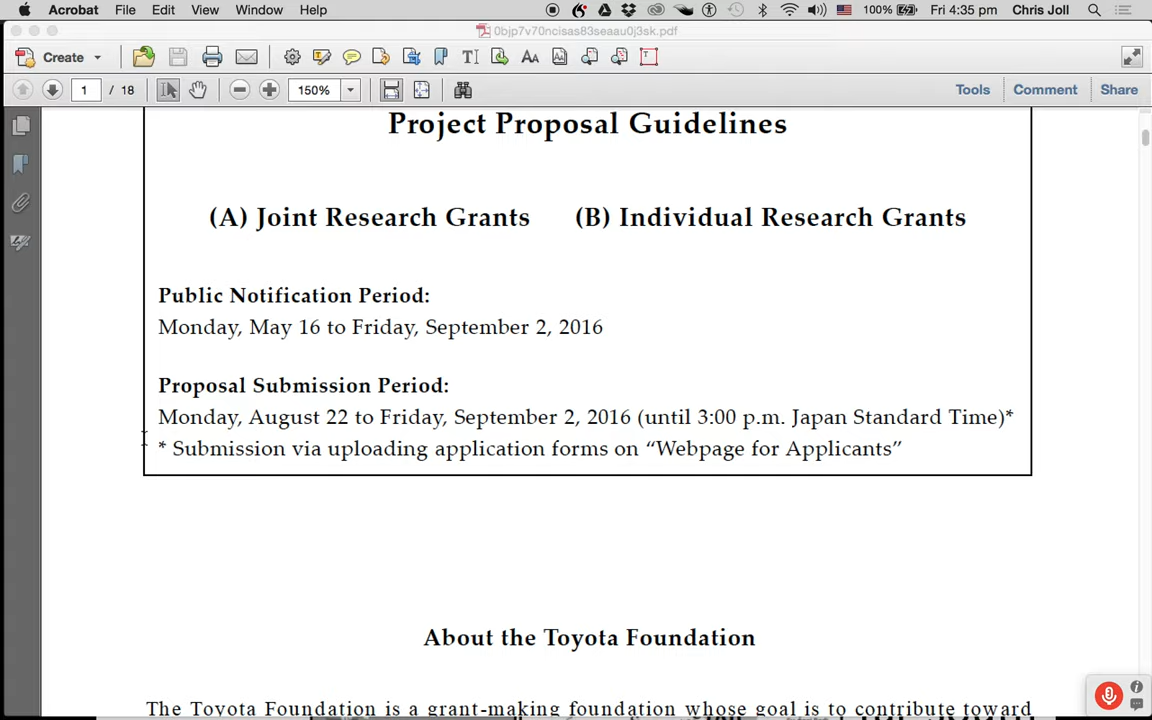 Acrobat File Edit View Window Help 100% Fri 4:35 pm Chris Joll
0bjp7v70ncisas83seaau0j3sk.pdf
Create
1 / 18 150% Tools Comment Share
Project Proposal Guidelines
(A) Joint Research Grants (B) Individual Research Grants
Public Notification Period:
Monday, May 16 to Friday, September 2, 2016
Proposal Submission Period:
Monday, August 22 to Friday, September 2, 2016 (until 3:00 p.m. Japan Standard Time)*
* Submission via uploading application forms on “Webpage for Applicants”
About the Toyota Foundation
The Toyota Foundation is a grant-making foundation whose goal is to contribute toward